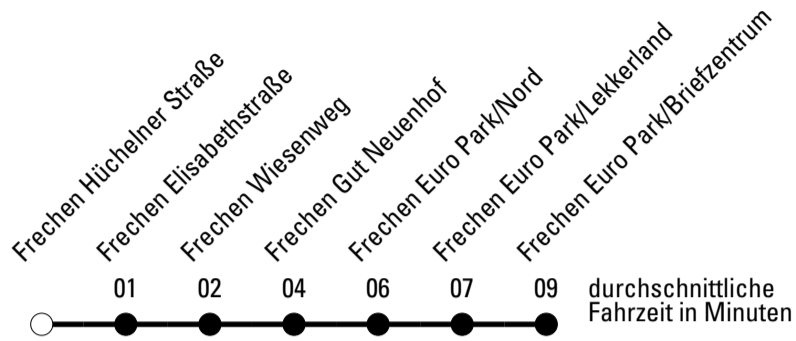 Frechen Hüchelner Straße
Frechen Elisabethstraße
Frechen Wiesenweg
Frechen Gut Neuenhof
Frechen Euro Park/Nord
Frechen Euro Park/Lekkerland
Frechen Euro Park/Briefzentrum
01 02 04 06 07 09
durchschnittliche
Fahrzeit in Minuten